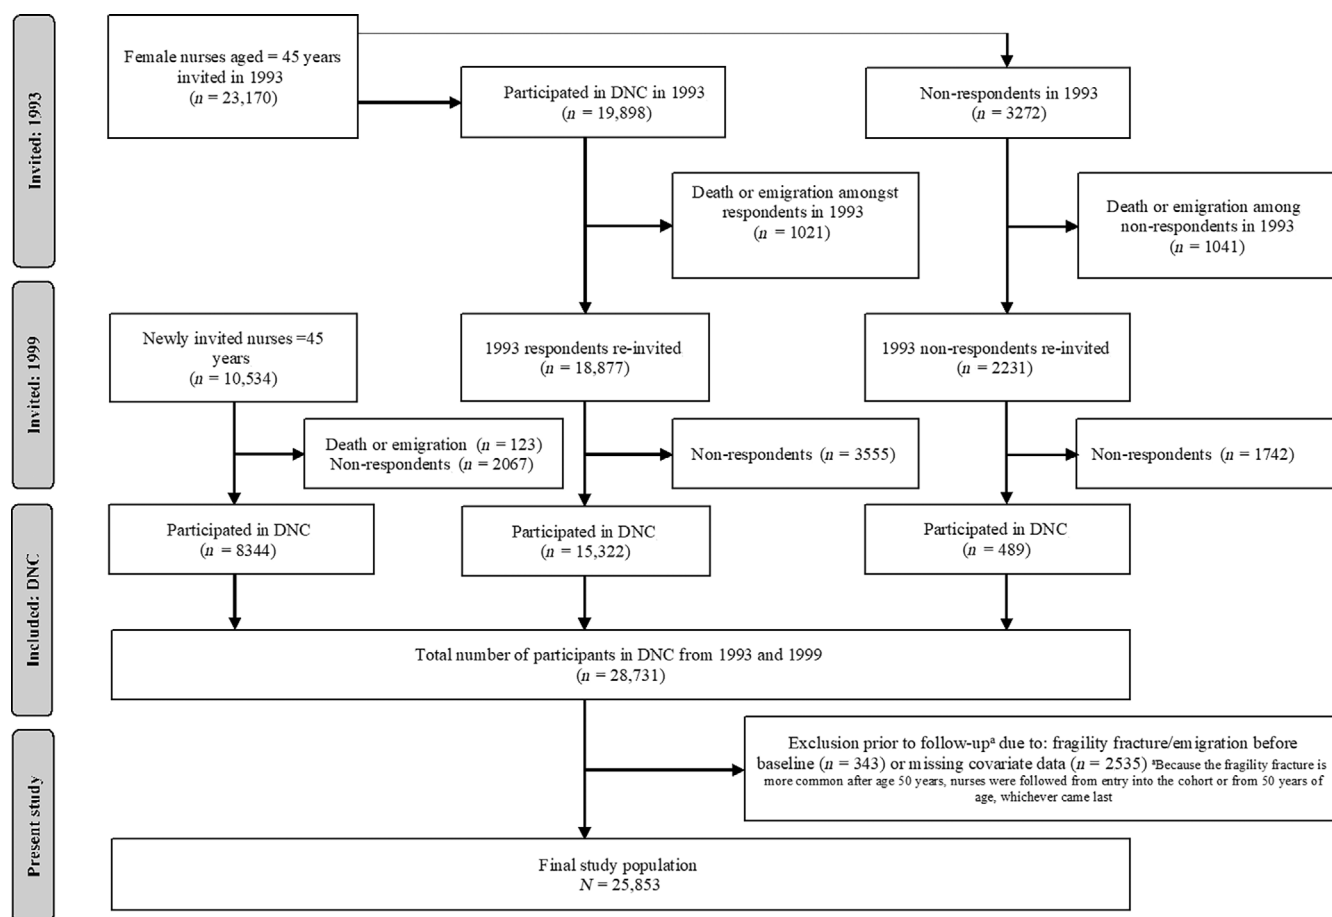 Invited: 1993
Female nurses aged = 45 years
invited in 1993
(n = 23,170)
Participated in DNC in 1993
(n = 19,898)
Non-respondents in 1993
(n = 3272)
Death or emigration amongst
respondents in 1993
(n = 1021)
Death or emigration among
non-respondents in 1993
(n = 1041)
Invited: 1999
Newly invited nurses =45
years
(n = 10,534)
1993 respondents re-invited
(n = 18,877)
1993 non-respondents re-invited
(n = 2231)
Death or emigration (n = 123)
Non-respondents (n = 2067)
Non-respondents (n = 3555)
Non-respondents (n = 1742)
Included: DNC
Participated in DNC
(n = 8344)
Participated in DNC
(n = 15,322)
Participated in DNC
(n = 489)
Total number of participants in DNC from 1993 and 1999
(n = 28,731)
Present study
Exclusion prior to follow-upª due to: fragility fracture/emigration before
baseline (n = 343) or missing covariate data (n = 2535) ªBecause the fragility fracture is
more common after age 50 years, nurses were followed from entry into the cohort or from 50 years of
age, whichever came last
Final study population
N = 25,853